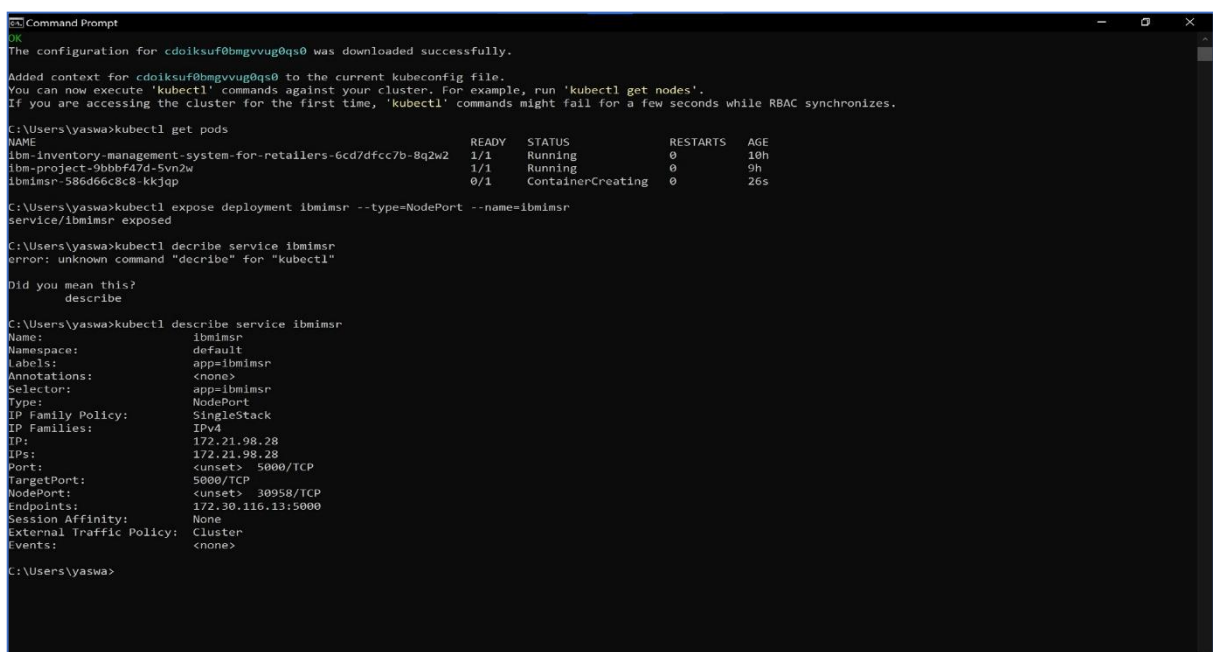 Command Prompt
OK
The configuration for cdoiksuf0bmgvvug0qs0 was downloaded successfully.
Added context for cdoiksuf0bmgvvug0qs0 to the current kubeconfig file.
You can now execute 'kubectl' commands against your cluster. For example, run 'kubectl get nodes'.
If you are accessing the cluster for the first time, 'kubectl' commands might fail for a few seconds while RBAC synchronizes.
C:\Users\yaswa>kubectl get pods
NAME READY STATUS RESTARTS AGE
ibm-inventory-management-system-for-retailers-6cd7dfcc7b-8q2w2 1/1 Running 0 10h
ibm-project-9bbbf47d-5vn2w 1/1 Running 0 9h
ibmimsr-586d66c8c8-kkjqp 0/1 ContainerCreating 0 26s
C:\Users\yaswa>kubectl expose deployment ibmimsr --type=NodePort --name=ibmimsr
service/ibmimsr exposed
C:\Users\yaswa>kubectl decribe service ibmimsr
error: unknown command "decribe" for "kubectl"
Did you mean this?
describe
C:\Users\yaswa>kubectl describe service ibmimsr
Name: ibmimsr
Namespace: default
Labels: app=ibmimsr
Annotations: <none>
Selector: app=ibmimsr
Type: NodePort
IP Family Policy: SingleStack
IP Families: IPv4
IP: 172.21.98.28
IPs: 172.21.98.28
Port: <unset> 5000/TCP
TargetPort: 5000/TCP
NodePort: <unset> 30958/TCP
Endpoints: 172.30.116.13:5000
Session Affinity: None
External Traffic Policy: Cluster
Events: <none>
C:\Users\yaswa>